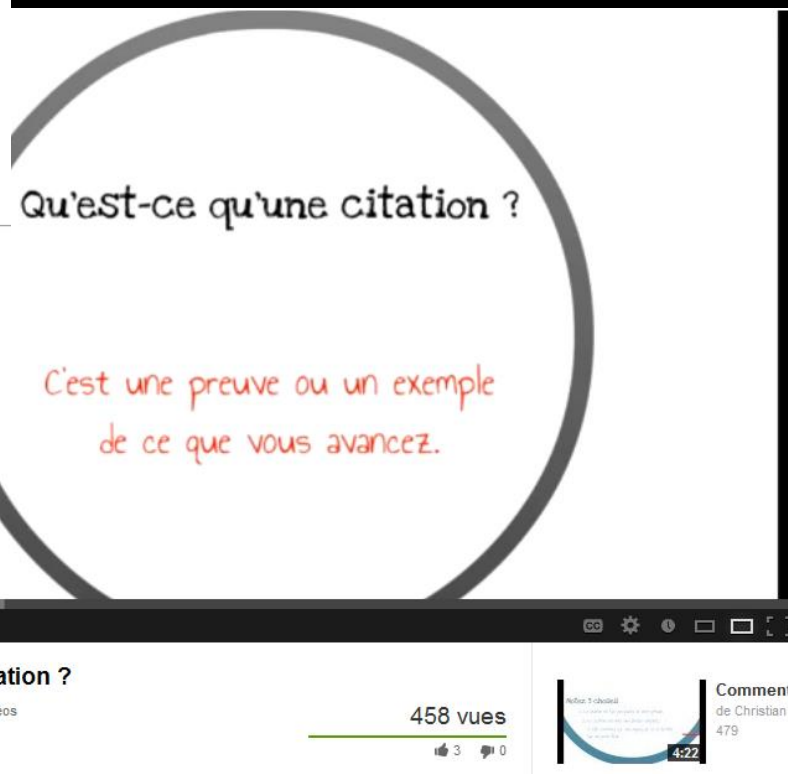 Qu'est-ce qu'une citation ?
C'est une preuve ou un exemple
de ce que vous avancez.
CC
ation ?
eos
458 vues
3 0
4:22
Comment
de Christian
479